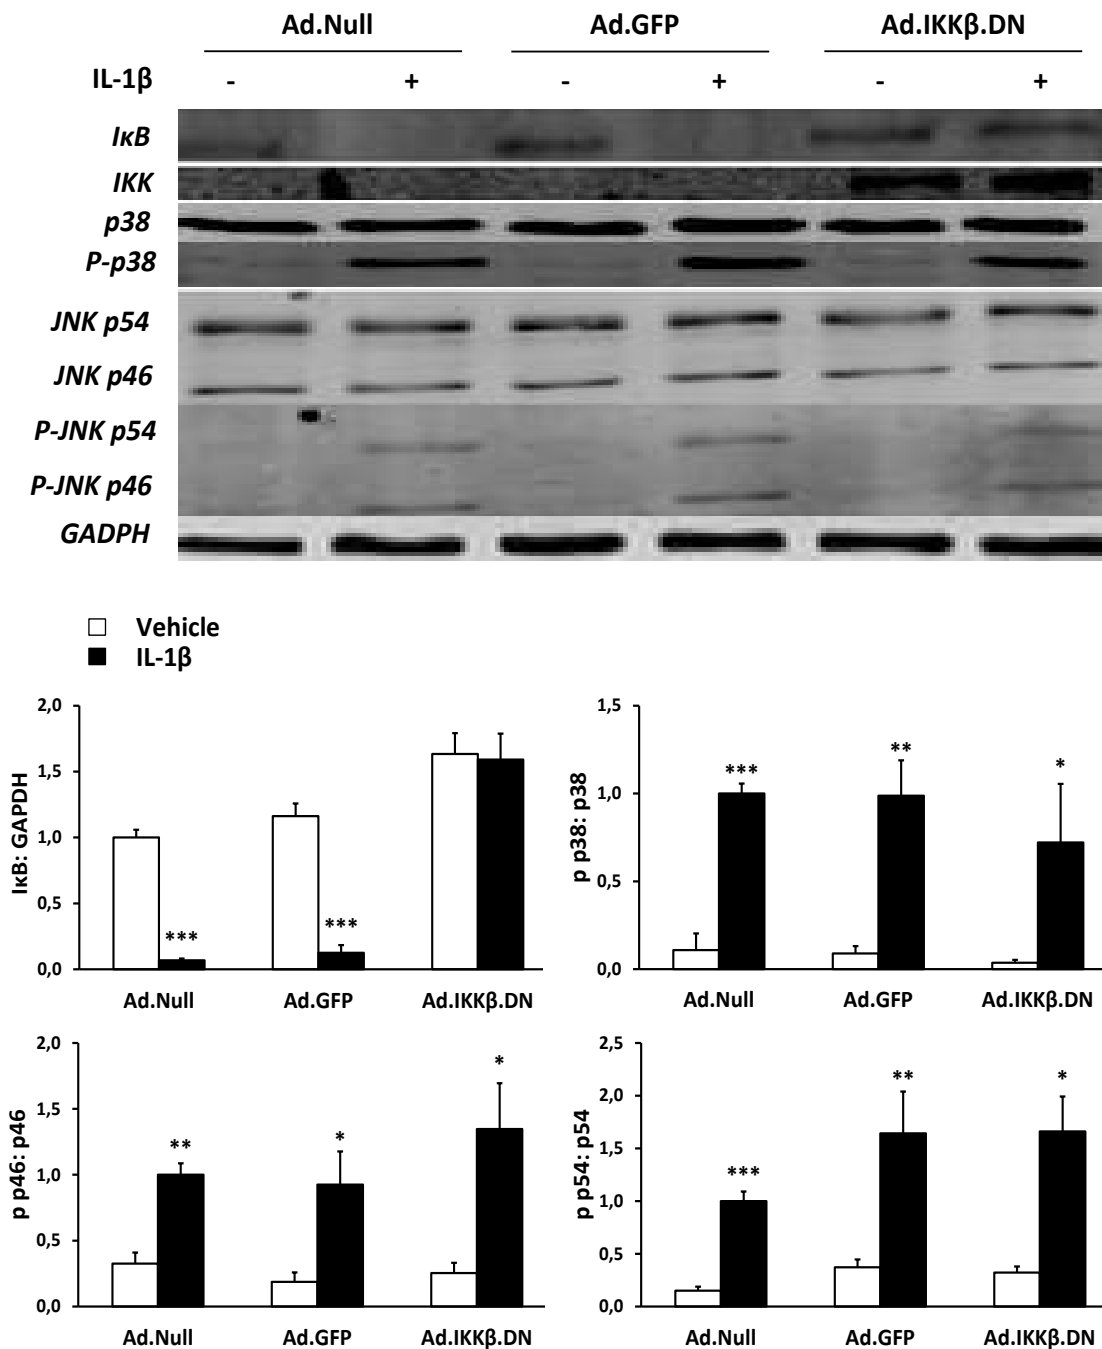 Ad.Null Ad.GFP Ad.IKKβ.DN
IL-1β - + - + - +
IκB
IKK
p38
P-p38
JNK p54
JNK p46
P-JNK p54
P-JNK p46
GADPH
Vehicle
IL-1β
IκB: GAPDH
2,0
1,5
1,0
0,5
0,0
*** ***
Ad.Null Ad.GFP Ad.IKKβ.DN
p p38: p38
1,5
1,0
0,5
0,0
*** ** *
Ad.Null Ad.GFP Ad.IKKβ.DN
p p46: p46
2,0
1,5
1,0
0,5
0,0
** * *
Ad.Null Ad.GFP Ad.IKKβ.DN
p p54: p54
2,5
2,0
1,5
1,0
0,5
0,0
*** ** *
Ad.Null Ad.GFP Ad.IKKβ.DN